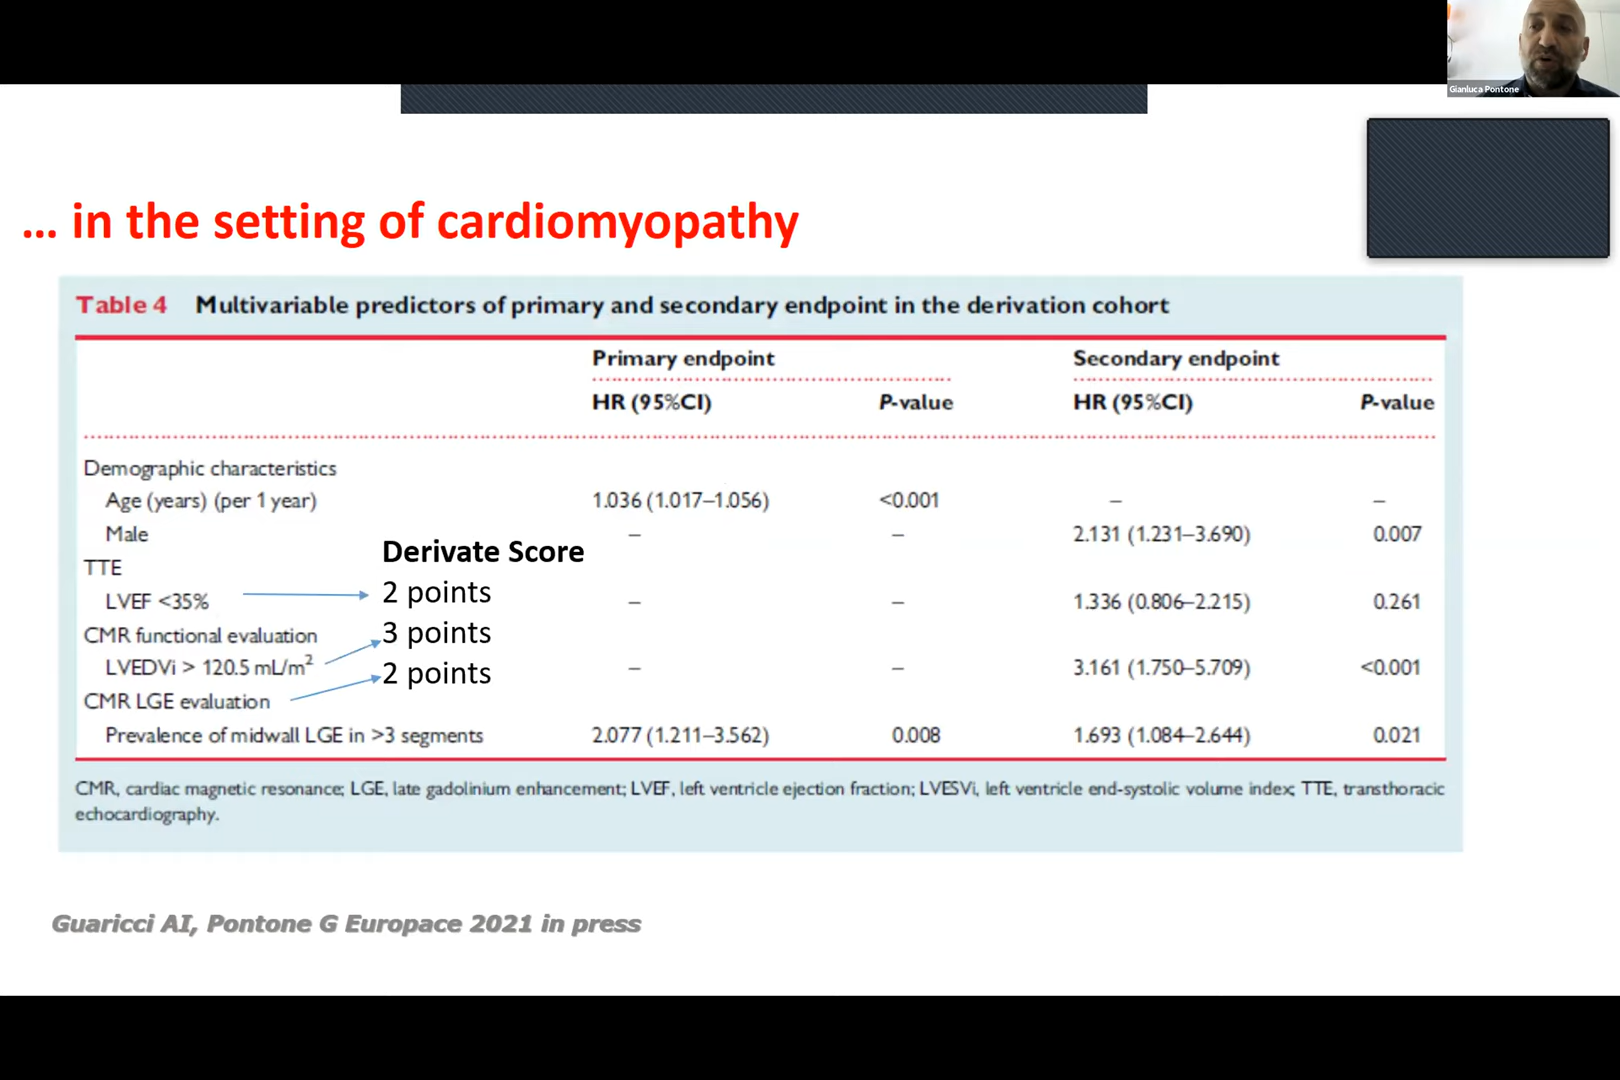 Gianluca Pontone
... in the setting of cardiomyopathy
Table 4 Multivariable predictors of primary and secondary endpoint in the derivation cohort
Primary endpoint Secondary endpoint
HR (95%CI) P-value HR (95%CI) P-value
Demographic characteristics
Age (years) (per 1 year) 1.036 (1.017–1.056) <0.001 – –
Male – – 2.131 (1.231–3.690) 0.007
Derivate Score
TTE
2 points
LVEF <35% – – 1.336 (0.806–2.215) 0.261
CMR functional evaluation
3 points
LVEDVi > 120.5 mL/m² – – 3.161 (1.750–5.709) <0.001
2 points
CMR LGE evaluation
Prevalence of midwall LGE in >3 segments 2.077 (1.211–3.562) 0.008 1.693 (1.084–2.644) 0.021
CMR, cardiac magnetic resonance; LGE, late gadolinium enhancement; LVEF, left ventricle ejection fraction; LVESVi, left ventricle end-systolic volume index; TTE, transthoracic
echocardiography.
Guaricci AI, Pontone G Europace 2021 in press